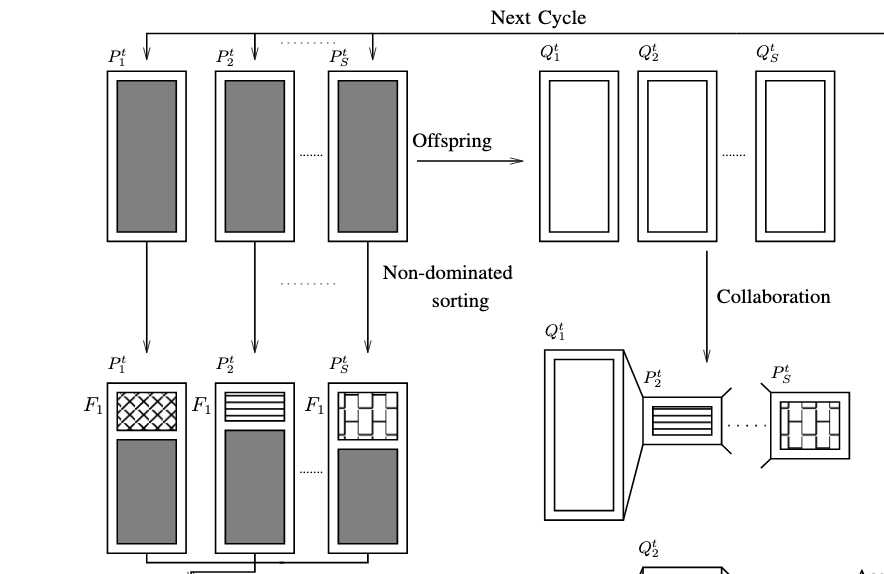 Next Cycle
P_1^t P_2^t P_S^t Q_1^t Q_2^t Q_S^t
Offspring
Non-dominated
sorting
Collaboration
Q_1^t
P_1^t P_2^t P_S^t P_2^t P_S^t
F_1 F_1 F_1
Q_2^t